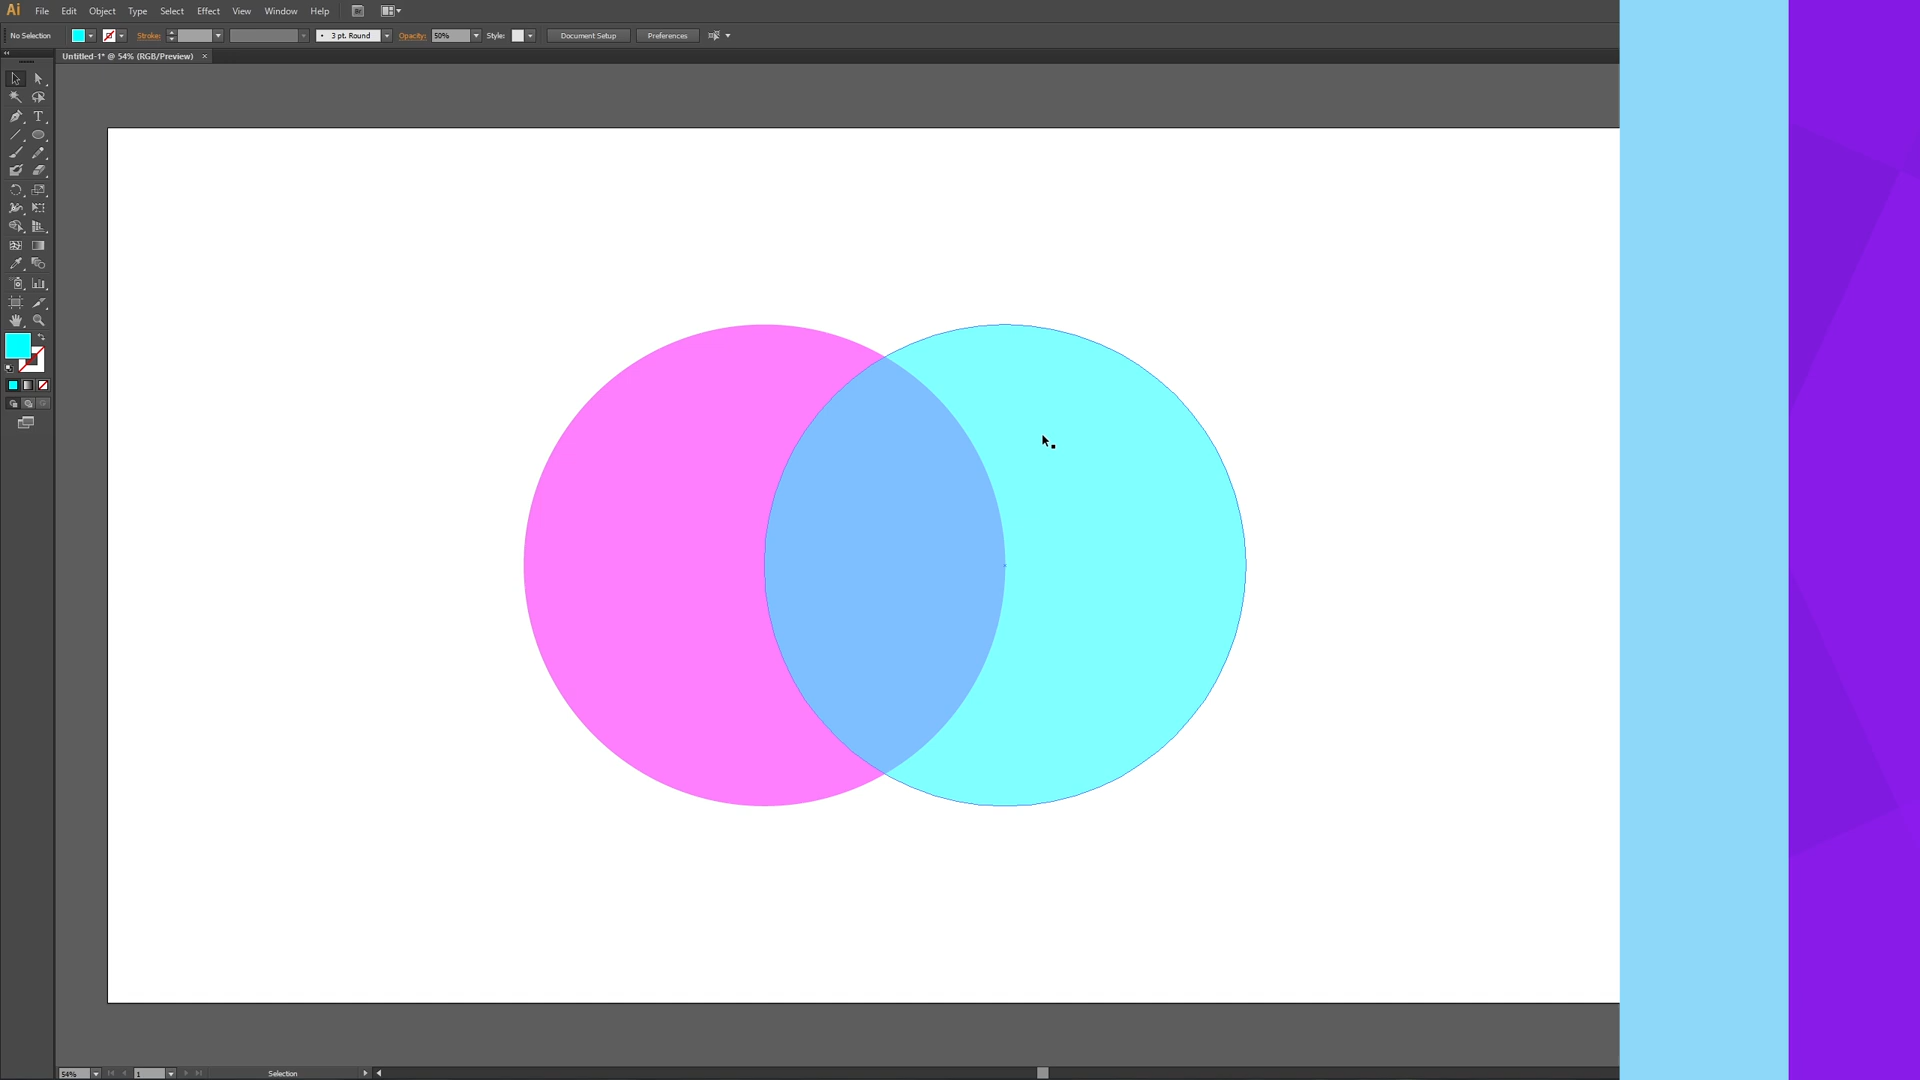 Ai File Edit Object Type Select Effect View Window Help Br
No Selection Stroke: 3 pt. Round Opacity: 50% Style: Document Setup Preferences
Untitled-1* @ 54% (RGB/Preview) ×
T
54% 1 Selection